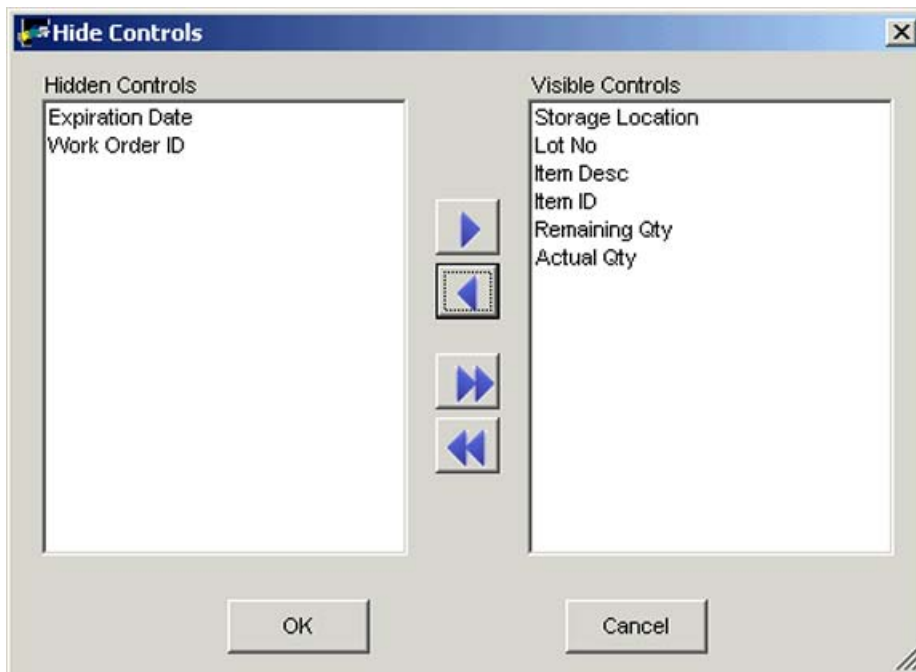 Hide Controls
Hidden Controls
Expiration Date
Work Order ID
Visible Controls
Storage Location
Lot No
Item Desc
Item ID
Remaining Qty
Actual Qty
OK
Cancel